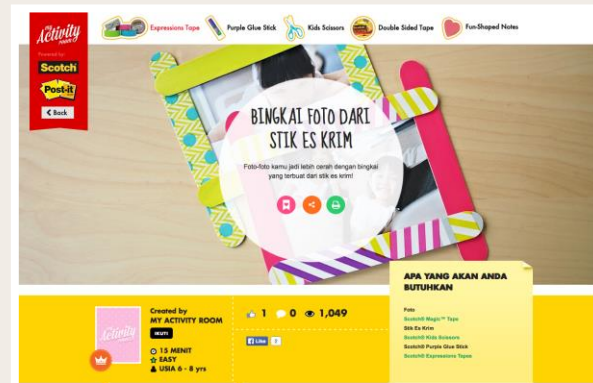 my
Activity
room
Powered by:
Scotch
Post-it
Back
Expressions Tape
Purple Glue Stick
Kids Scissors
Double Sided Tape
Fun-Shaped Notes
BINGKAI FOTO DARI
STIK ES KRIM
Foto-foto kamu jadi lebih cerah dengan bingkai
yang terbuat dari stik es krim!
Created by
MY ACTIVITY ROOM
IKUTI
15 MENIT
EASY
USIA 6 - 8 yrs
1 0 1,049
Like 0
APA YANG AKAN ANDA
BUTUHKAN
Foto
Scotch® Magic™ Tape
Stik Es Krim
Scotch® Kids Scissors
Scotch® Purple Glue Stick
Scotch® Expressions Tapes